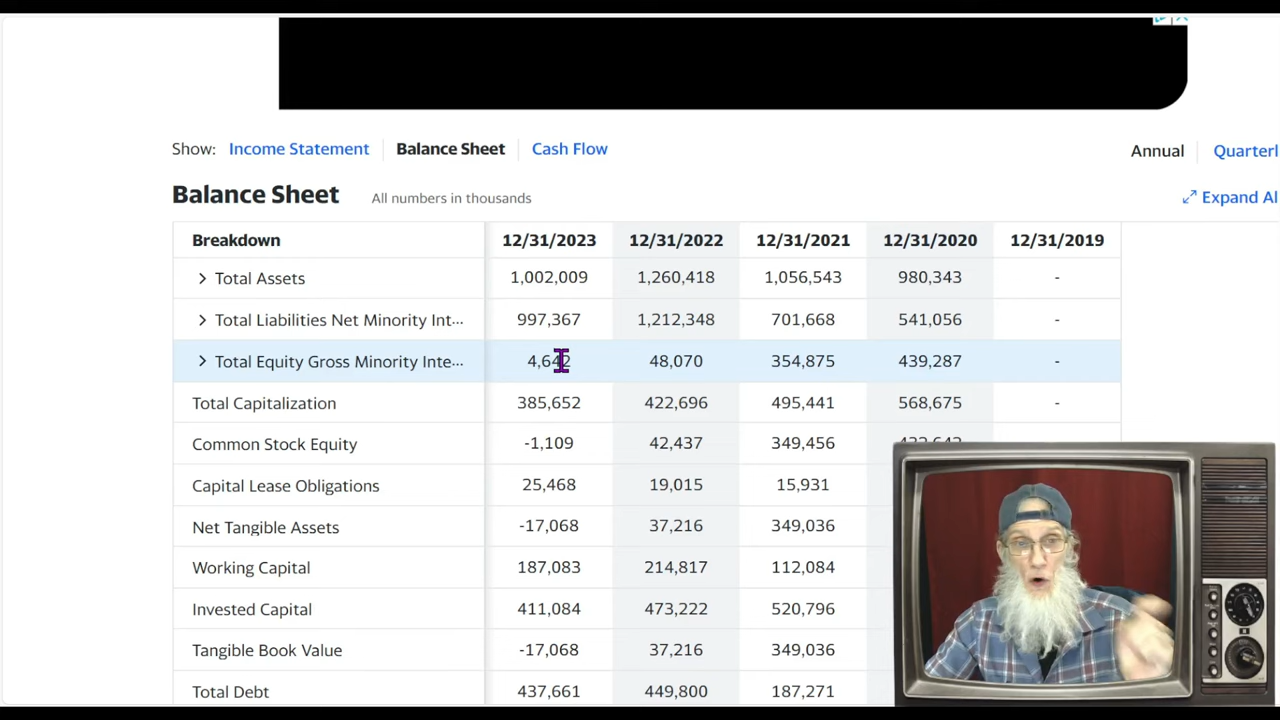 Show: Income Statement Balance Sheet Cash Flow Annual Quarterl
Balance Sheet All numbers in thousands Expand Al
Breakdown 12/31/2023 12/31/2022 12/31/2021 12/31/2020 12/31/2019
Total Assets 1,002,009 1,260,418 1,056,543 980,343 -
Total Liabilities Net Minority Int... 997,367 1,212,348 701,668 541,056 -
Total Equity Gross Minority Inte... 4,642 48,070 354,875 439,287 -
Total Capitalization 385,652 422,696 495,441 568,675 -
Common Stock Equity -1,109 42,437 349,456
Capital Lease Obligations 25,468 19,015 15,931
Net Tangible Assets -17,068 37,216 349,036
Working Capital 187,083 214,817 112,084
Invested Capital 411,084 473,222 520,796
Tangible Book Value -17,068 37,216 349,036
Total Debt 437,661 449,800 187,271